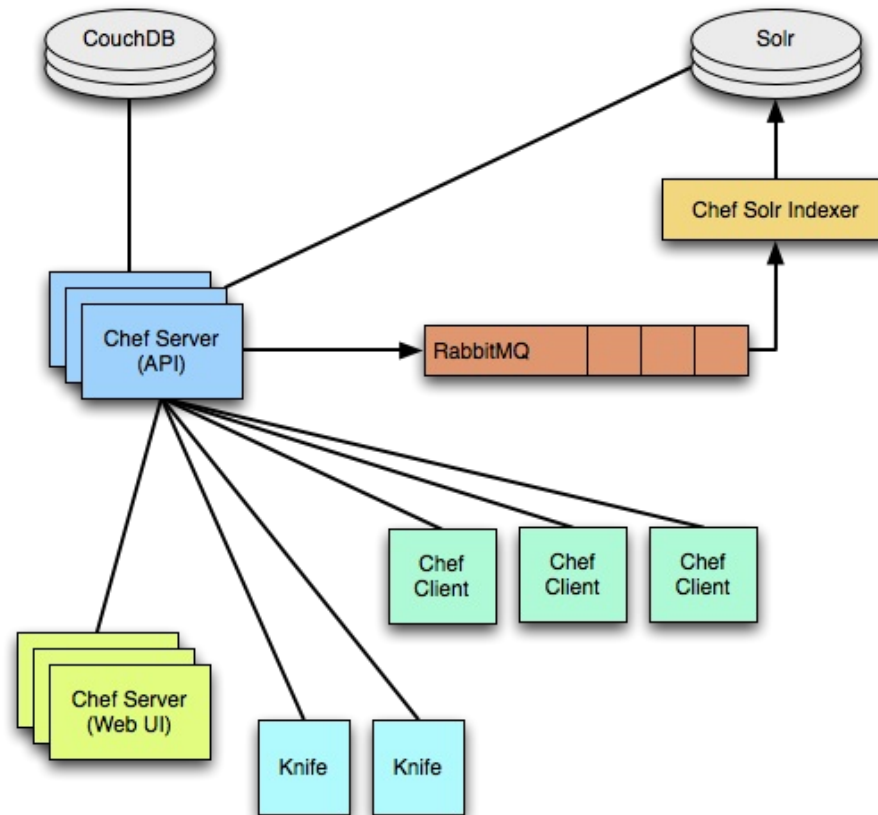 CouchDB
Solr
Chef Solr Indexer
Chef Server
(API)
RabbitMQ
Chef
Client
Chef
Client
Chef
Client
Chef Server
(Web UI)
Knife
Knife